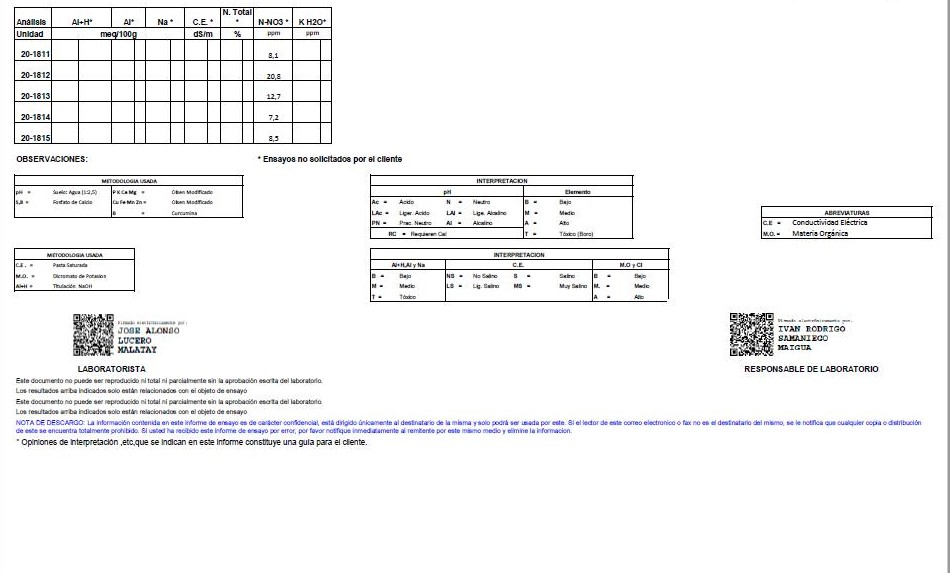 Análisis Al+H* Al* Na * C.E. * N. Total * N-NO3 * K H2O*
Unidad meq/100g dS/m % ppm ppm
20-1811 8,1
20-1812 20,8
20-1813 12,7
20-1814 7,2
20-1815 8,5
OBSERVACIONES: * Ensayos no solicitados por el cliente
METODOLOGIA USADA
pH = Suelo: Agua (1:2,5) P K Ca Mg = Olsen Modificado
S,B = Fosfato de Calcio Cu Fe Mn Zn = Olsen Modificado
B = Curcumina
INTERPRETACION
pH Elemento
Ac = Acido N = Neutro B = Bajo
LAc = Liger. Acido LAl = Lige. Alcalino M = Medio
PN = Prac. Neutro Al = Alcalino A = Alto
RC = Requieren Cal T = Tóxico (Boro)
ABREVIATURAS
C.E = Conductividad Eléctrica
M.O. = Materia Orgánica
METODOLOGIA USADA
C.E. = Pasta Saturada
M.O. = Dicromato de Potasio
Al+H = Titulación NaOH
INTERPRETACION
Al+H,Al y Na C.E. M.O y Cl
B = Bajo NS = No Salino S = Salino B = Bajo
M = Medio LS = Lig. Salino MS = Muy Salino M. = Medio
T = Tóxico A = Alto
Firmado electrónicamente por:
JOSE ALONSO
LUCERO
MALATAY
LABORATORISTA
Firmado electrónicamente por:
IVAN RODRIGO
SAMANIEGO
MAIGUA
RESPONSABLE DE LABORATORIO
Este documento no puede ser reproducido ni total ni parcialmente sin la aprobación escrita del laboratorio.
Los resultados arriba indicados solo están relacionados con el objeto de ensayo
Este documento no puede ser reproducido ni total ni parcialmente sin la aprobación escrita del laboratorio.
Los resultados arriba indicados solo están relacionados con el objeto de ensayo
NOTA DE DESCARGO: La información contenida en este informe de ensayo es de carácter confidencial, está dirigido únicamente al destinatario de la misma y solo podrá ser usada por este. Si el lector de este correo electronico o fax no es el destinatario del mismo, se le notifica que cualquier copia o distribución
de este se encuentra totalmente prohibido. Si usted ha recibido este informe de ensayo por error, por favor notifique inmediatamente al remitente por este mismo medio y elimine la informacion.
* Opiniones de interpretación ,etc,que se indican en este informe constituye una guía para el cliente.